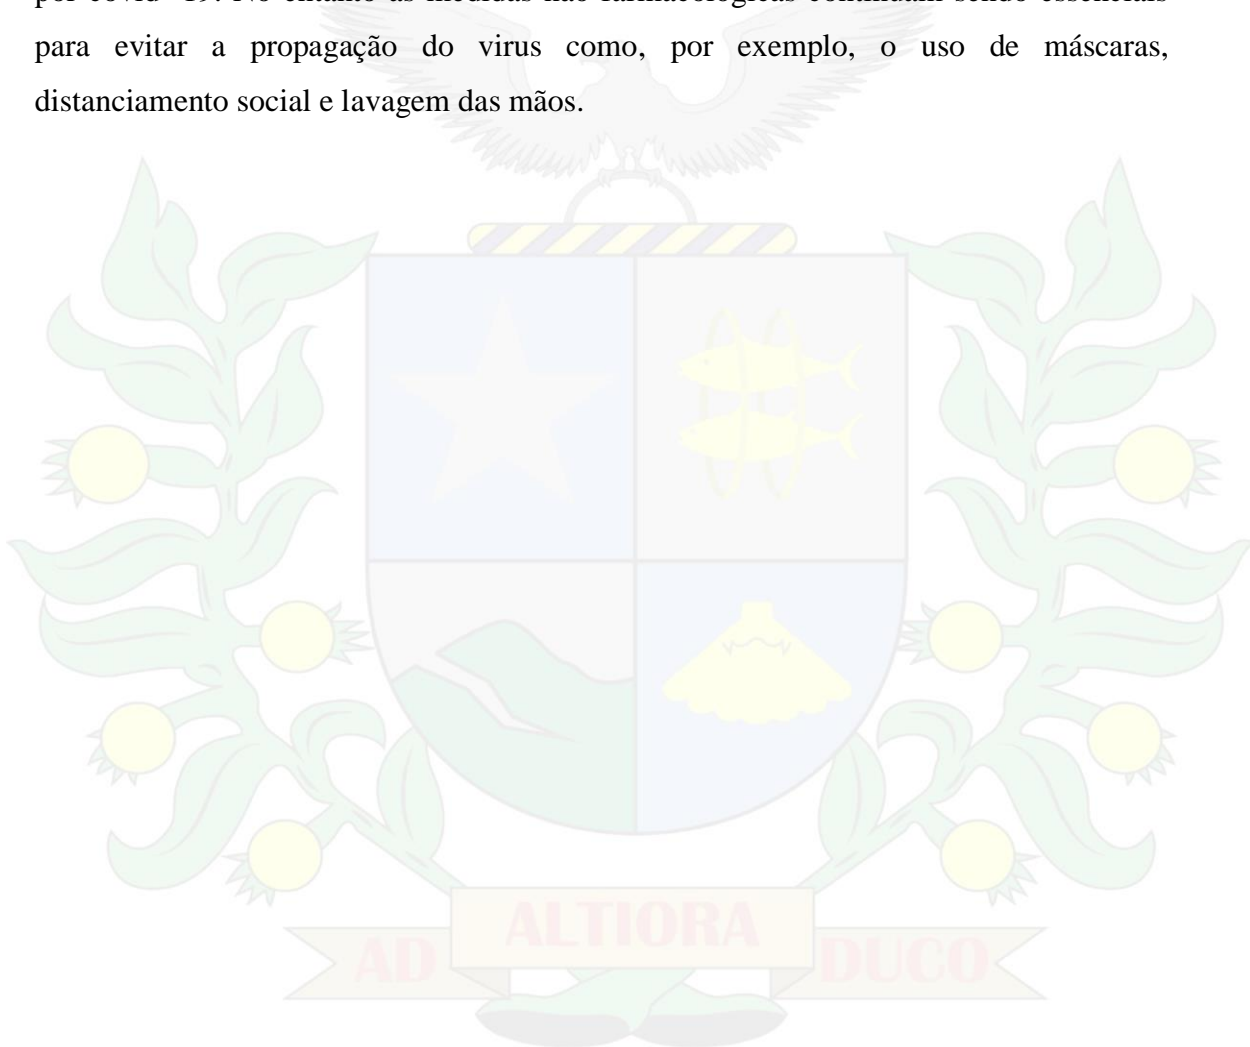 por covid -19. No entanto as medidas não farmacológicas continuam sendo essenciais
para evitar a propagação do virus como, por exemplo, o uso de máscaras,
distanciamento social e lavagem das mãos.
AD ALTIORA DUCO